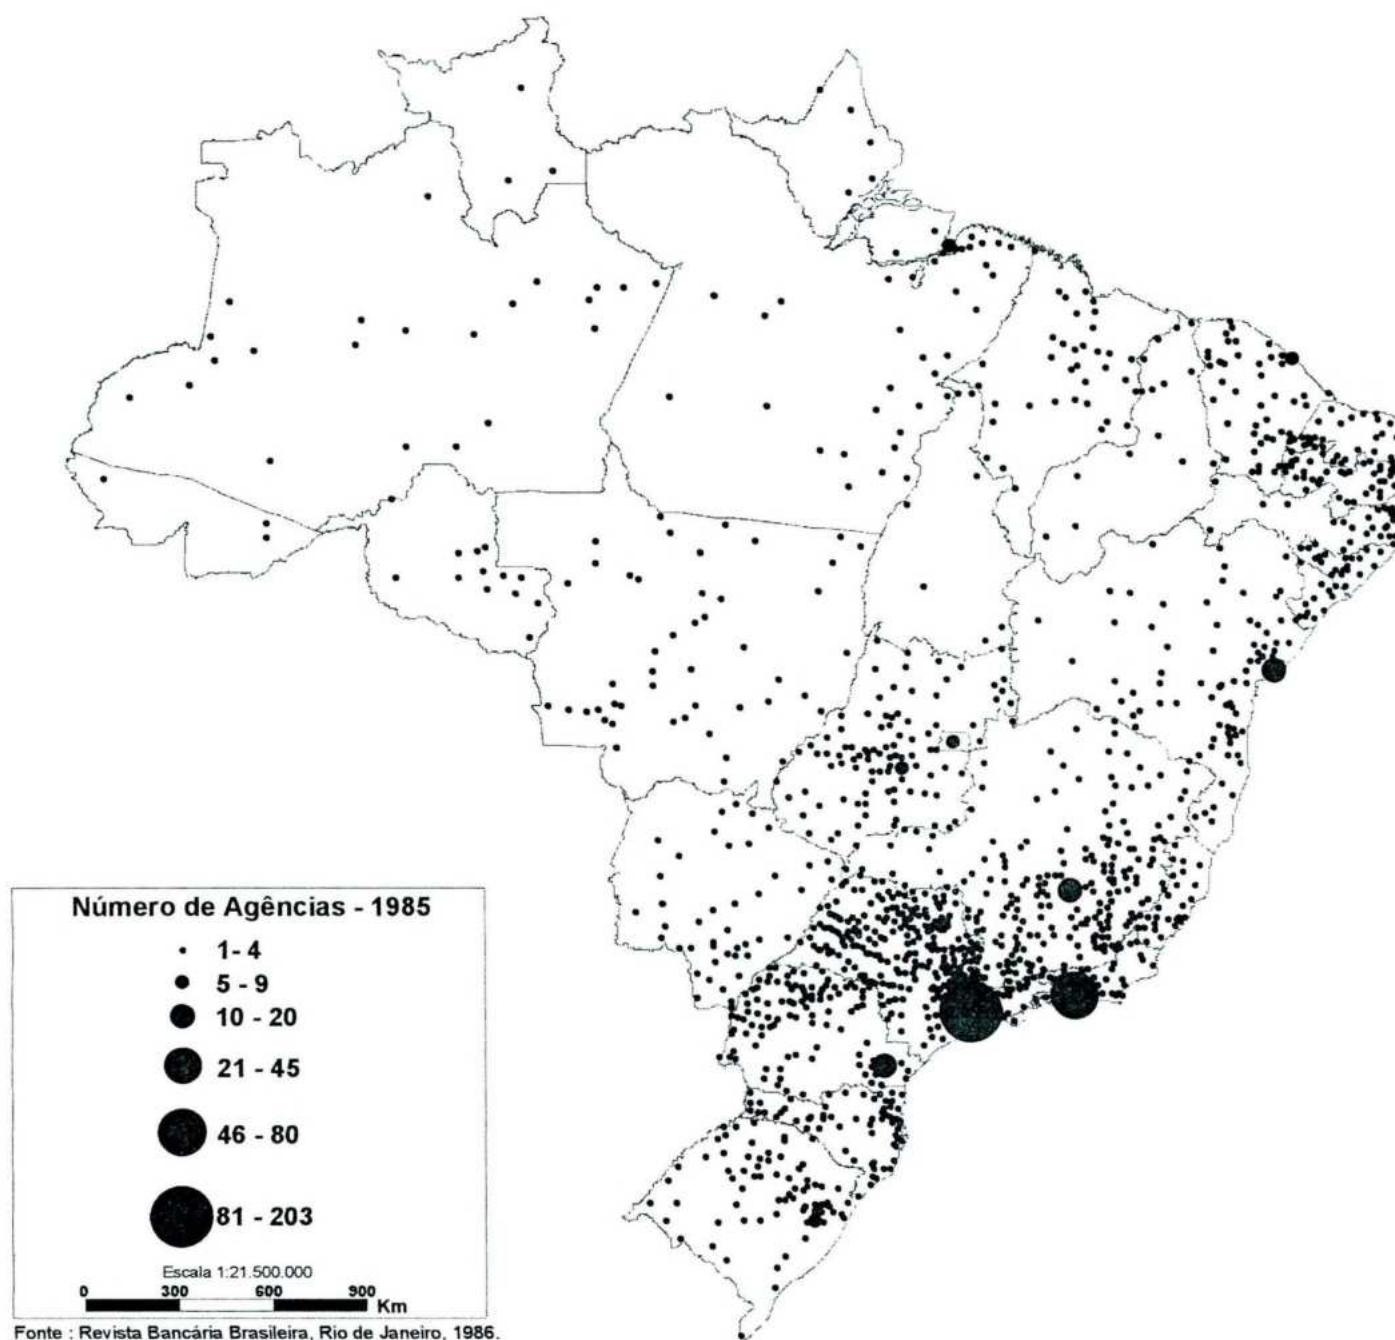 Número de Agências - 1985
1- 4
5 - 9
10 - 20
21 - 45
46 - 80
81 - 203
Escala 1:21.500.000
0 300 600 900
Km
Fonte : Revista Bancária Brasileira, Rio de Janeiro, 1986.